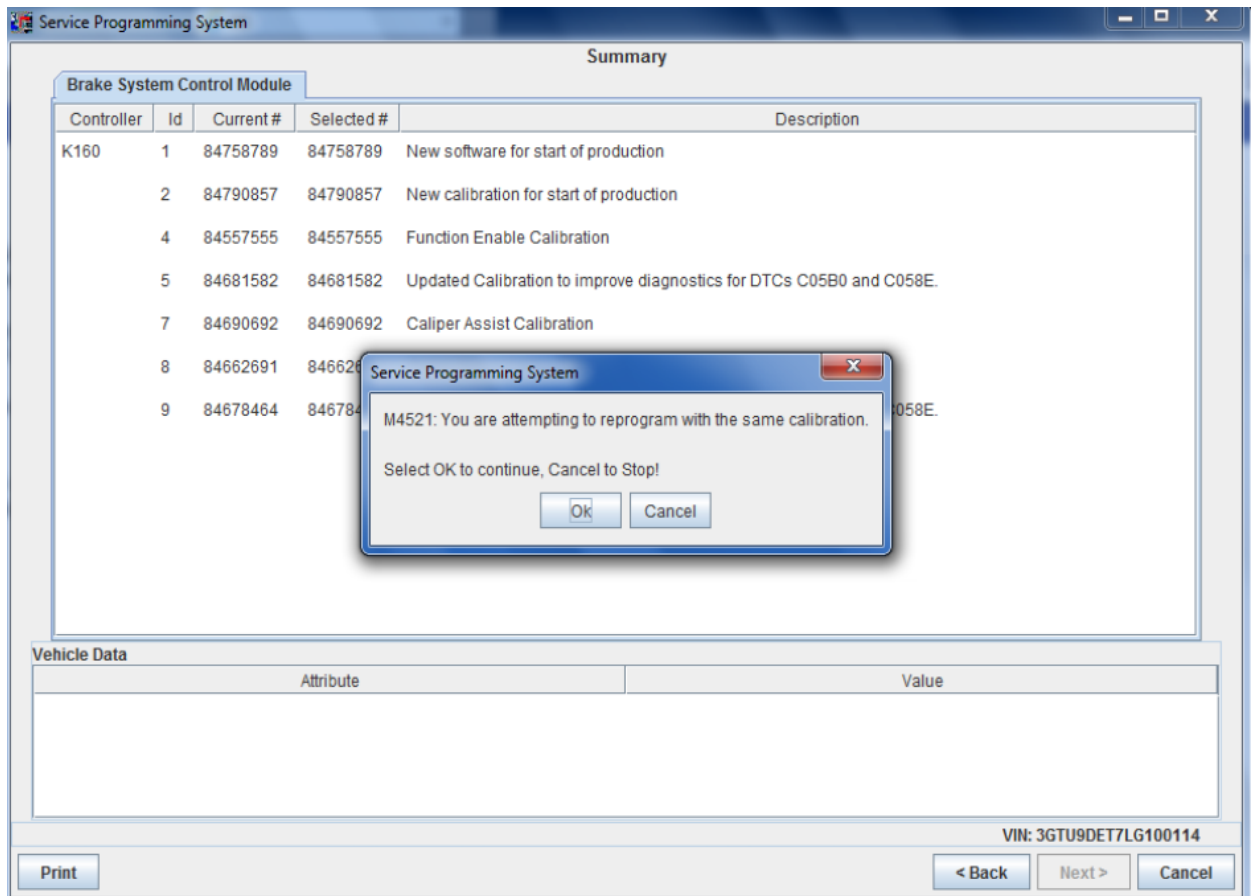 Service Programming System
Summary
Brake System Control Module
Controller Id Current # Selected # Description
K160 1 84758789 84758789 New software for start of production
2 84790857 84790857 New calibration for start of production
4 84557555 84557555 Function Enable Calibration
5 84681582 84681582 Updated Calibration to improve diagnostics for DTCs C05B0 and C058E.
7 84690692 84690692 Caliper Assist Calibration
8 84662691
9 84678464 058E.
Service Programming System
M4521: You are attempting to reprogram with the same calibration.
Select OK to continue, Cancel to Stop!
Ok Cancel
Vehicle Data
Attribute Value
VIN: 3GTU9DET7LG100114
Print < Back Next > Cancel